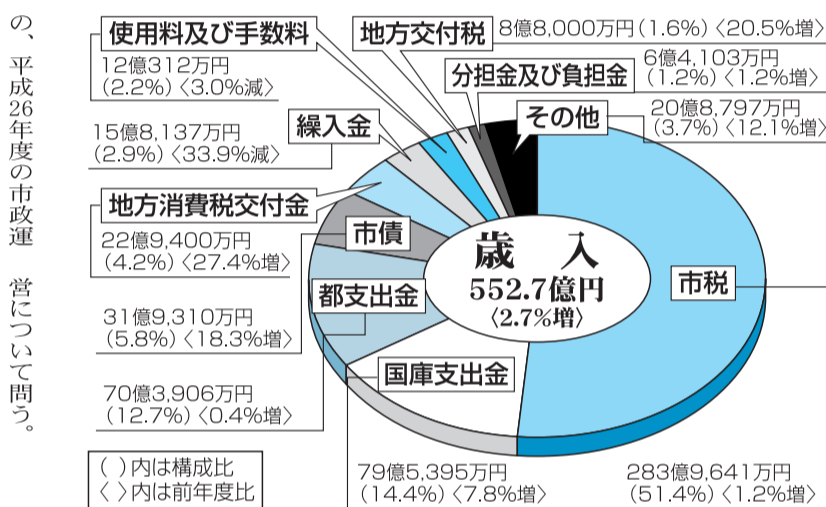 の、平成26年度の市政運　営について問う。
使用料及び手数料
12億312万円
(2.2%)〈3.0%減〉
地方交付税
8億8,000万円(1.6%)〈20.5%増〉
分担金及び負担金
6億4,103万円
(1.2%)〈1.2%増〉
その他
20億8,797万円
(3.7%)〈12.1%増〉
繰入金
15億8,137万円
(2.9%)〈33.9%減〉
地方消費税交付金
22億9,400万円
(4.2%)〈27.4%増〉
市債
31億9,310万円
(5.8%)〈18.3%増〉
都支出金
70億3,906万円
(12.7%)〈0.4%増〉
歳　入
552.7億円
〈2.7%増〉
市税
国庫支出金
79億5,395万円
(14.4%)〈7.8%増〉
283億9,641万円
(51.4%)〈1.2%増〉
( )内は構成比
〈 〉内は前年度比